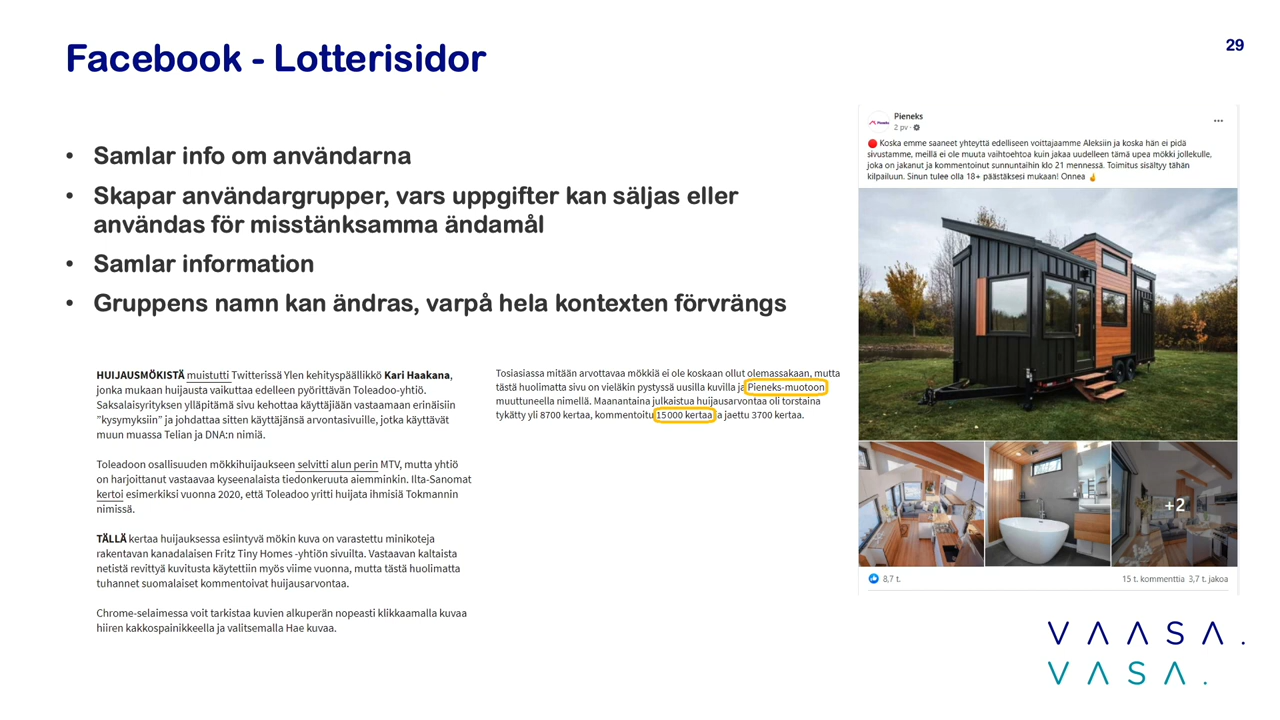 Facebook - Lotterisidor
29
• Samlar info om användarna
• Skapar användargrupper, vars uppgifter kan säljas eller
användas för misstänksamma ändamål
• Samlar information
• Gruppens namn kan ändras, varpå hela kontexten förvrängs
HUIJAUSMÖKISTÄ muistutti Twitterissä Ylen kehityspäällikkö Kari Haakana,
jonka mukaan huijausta vaikuttaa edelleen pyörittävän Toleadoo-yhtiö.
Saksalaisyrityksen ylläpitämä sivu kehottaa käyttäjiään vastaamaan erinäisiin
"kysymyksiin" ja johdattaa sitten käyttäjänsä arvontasivuille, jotka käyttävät
muun muassa Telian ja DNA:n nimiä.
Toleadoon osallisuuden mökkihuijaukseen selvitti alun perin MTV, mutta yhtiö
on harjoittanut vastaavaa kyseenalaista tiedonkeruuta aiemminkin. Ilta-Sanomat
kertoi esimerkiksi vuonna 2020, että Toleadoo yritti huijata ihmisiä Tokmannin
nimissä.
TÄLLÄ kertaa huijauksessa esiintyvä mökin kuva on varastettu minikoteja
rakentavan kanadalaisen Fritz Tiny Homes -yhtiön sivuilta. Vastaavan kaltaista
netistä revittyä kuvitusta käytettiin myös viime vuonna, mutta tästä huolimatta
tuhannet suomalaiset kommentoivat huijausarvontaa.
Chrome-selaimessa voit tarkistaa kuvien alkuperän nopeasti klikkaamalla kuvaa
hiiren kakkospainikkeella ja valitsemalla Hae kuvaa.
Tosiasiassa mitään arvottavaa mökkiä ei ole koskaan ollut olemassakaan, mutta
tästä huolimatta sivu on vieläkin pystyssä uusilla kuvilla ja Pieneks-muotoon
muuttuneella nimellä. Maanantaina julkaistua huijausarvontaa oli torstaina
tykätty yli 8700 kertaa, kommentoitu 15 000 kertaa ja jaettu 3700 kertaa.
Pieneks
Pieneks
2 pv ·
...
Koska emme saaneet yhteyttä edelliseen voittajaamme Aleksiin ja koska hän ei pidä
sivustamme, meillä ei ole muuta vaihtoehtoa kuin jakaa uudelleen tämä upea mökki jollekulle,
joka on jakanut ja kommentoinut sunnuntaihin klo 21 mennessä. Toimitus sisältyy tähän
kilpailuun. Sinun tulee olla 18+ päästäksesi mukaan! Onnea
+2
8,7 t.
15 t. kommenttia 3,7 t. jakoa
VAASA.
VASA.